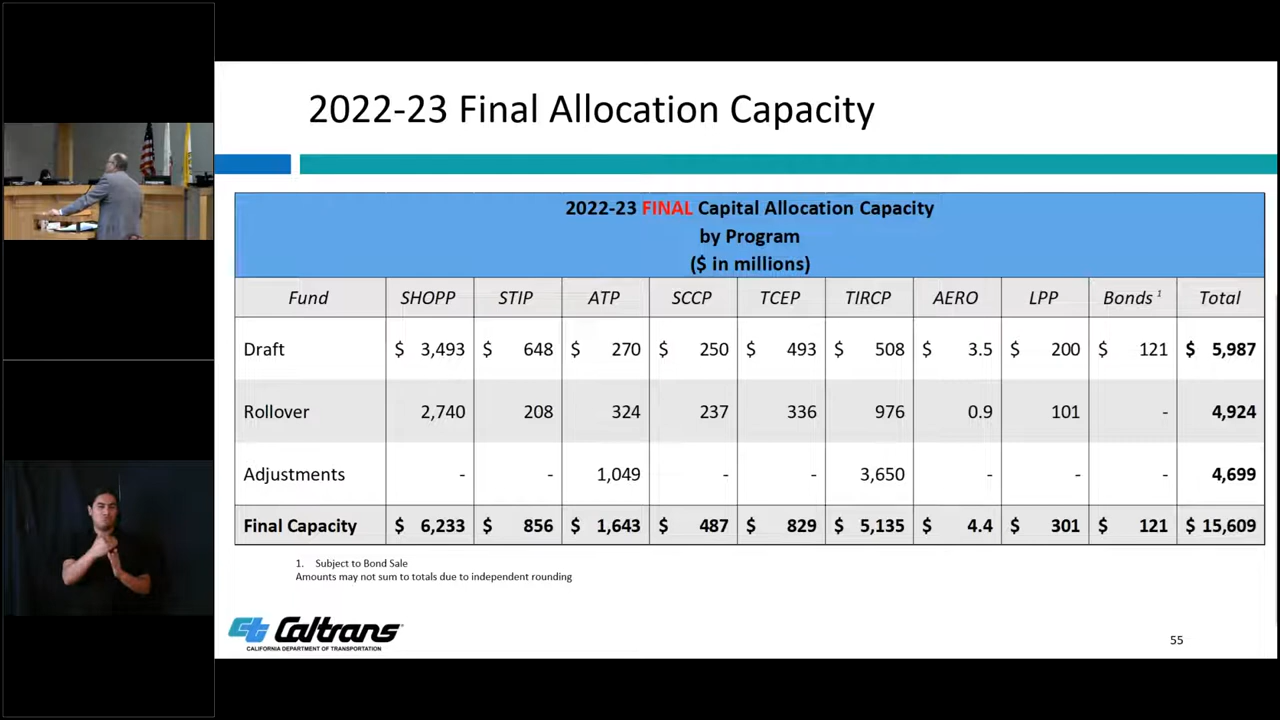 2022-23 Final Allocation Capacity
2022-23 FINAL Capital Allocation Capacity
by Program
($ in millions)
Fund SHOPP STIP ATP SCCP TCEP TIRCP AERO LPP Bonds 1 Total
Draft $ 3,493 $ 648 $ 270 $ 250 $ 493 $ 508 $ 3.5 $ 200 $ 121 $ 5,987
Rollover 2,740 208 324 237 336 976 0.9 101 - 4,924
Adjustments - - 1,049 - - 3,650 - - - 4,699
Final Capacity $ 6,233 $ 856 $ 1,643 $ 487 $ 829 $ 5,135 $ 4.4 $ 301 $ 121 $ 15,609
1. Subject to Bond Sale
Amounts may not sum to totals due to independent rounding
ct Caltrans
CALIFORNIA DEPARTMENT OF TRANSPORTATION
55